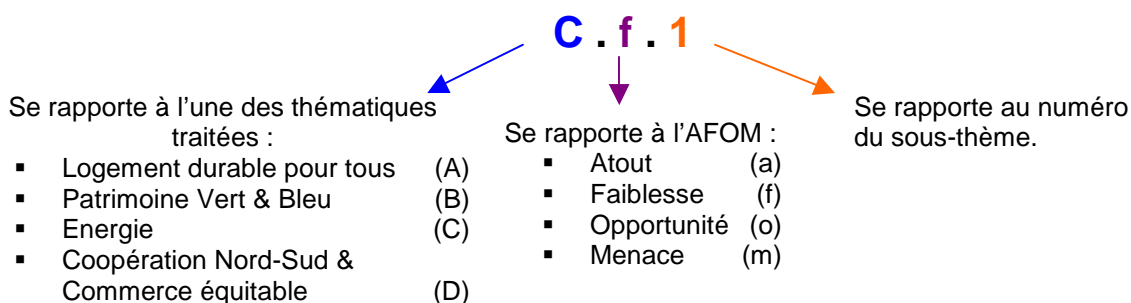 C . f . 1
Se rapporte à l’une des thématiques
traitées :
▪ Logement durable pour tous (A)
▪ Patrimoine Vert & Bleu (B)
▪ Energie (C)
▪ Coopération Nord-Sud &
Commerce équitable (D)
Se rapporte à l’AFOM :
▪ Atout (a)
▪ Faiblesse (f)
▪ Opportunité (o)
▪ Menace (m)
Se rapporte au numéro
du sous-thème.